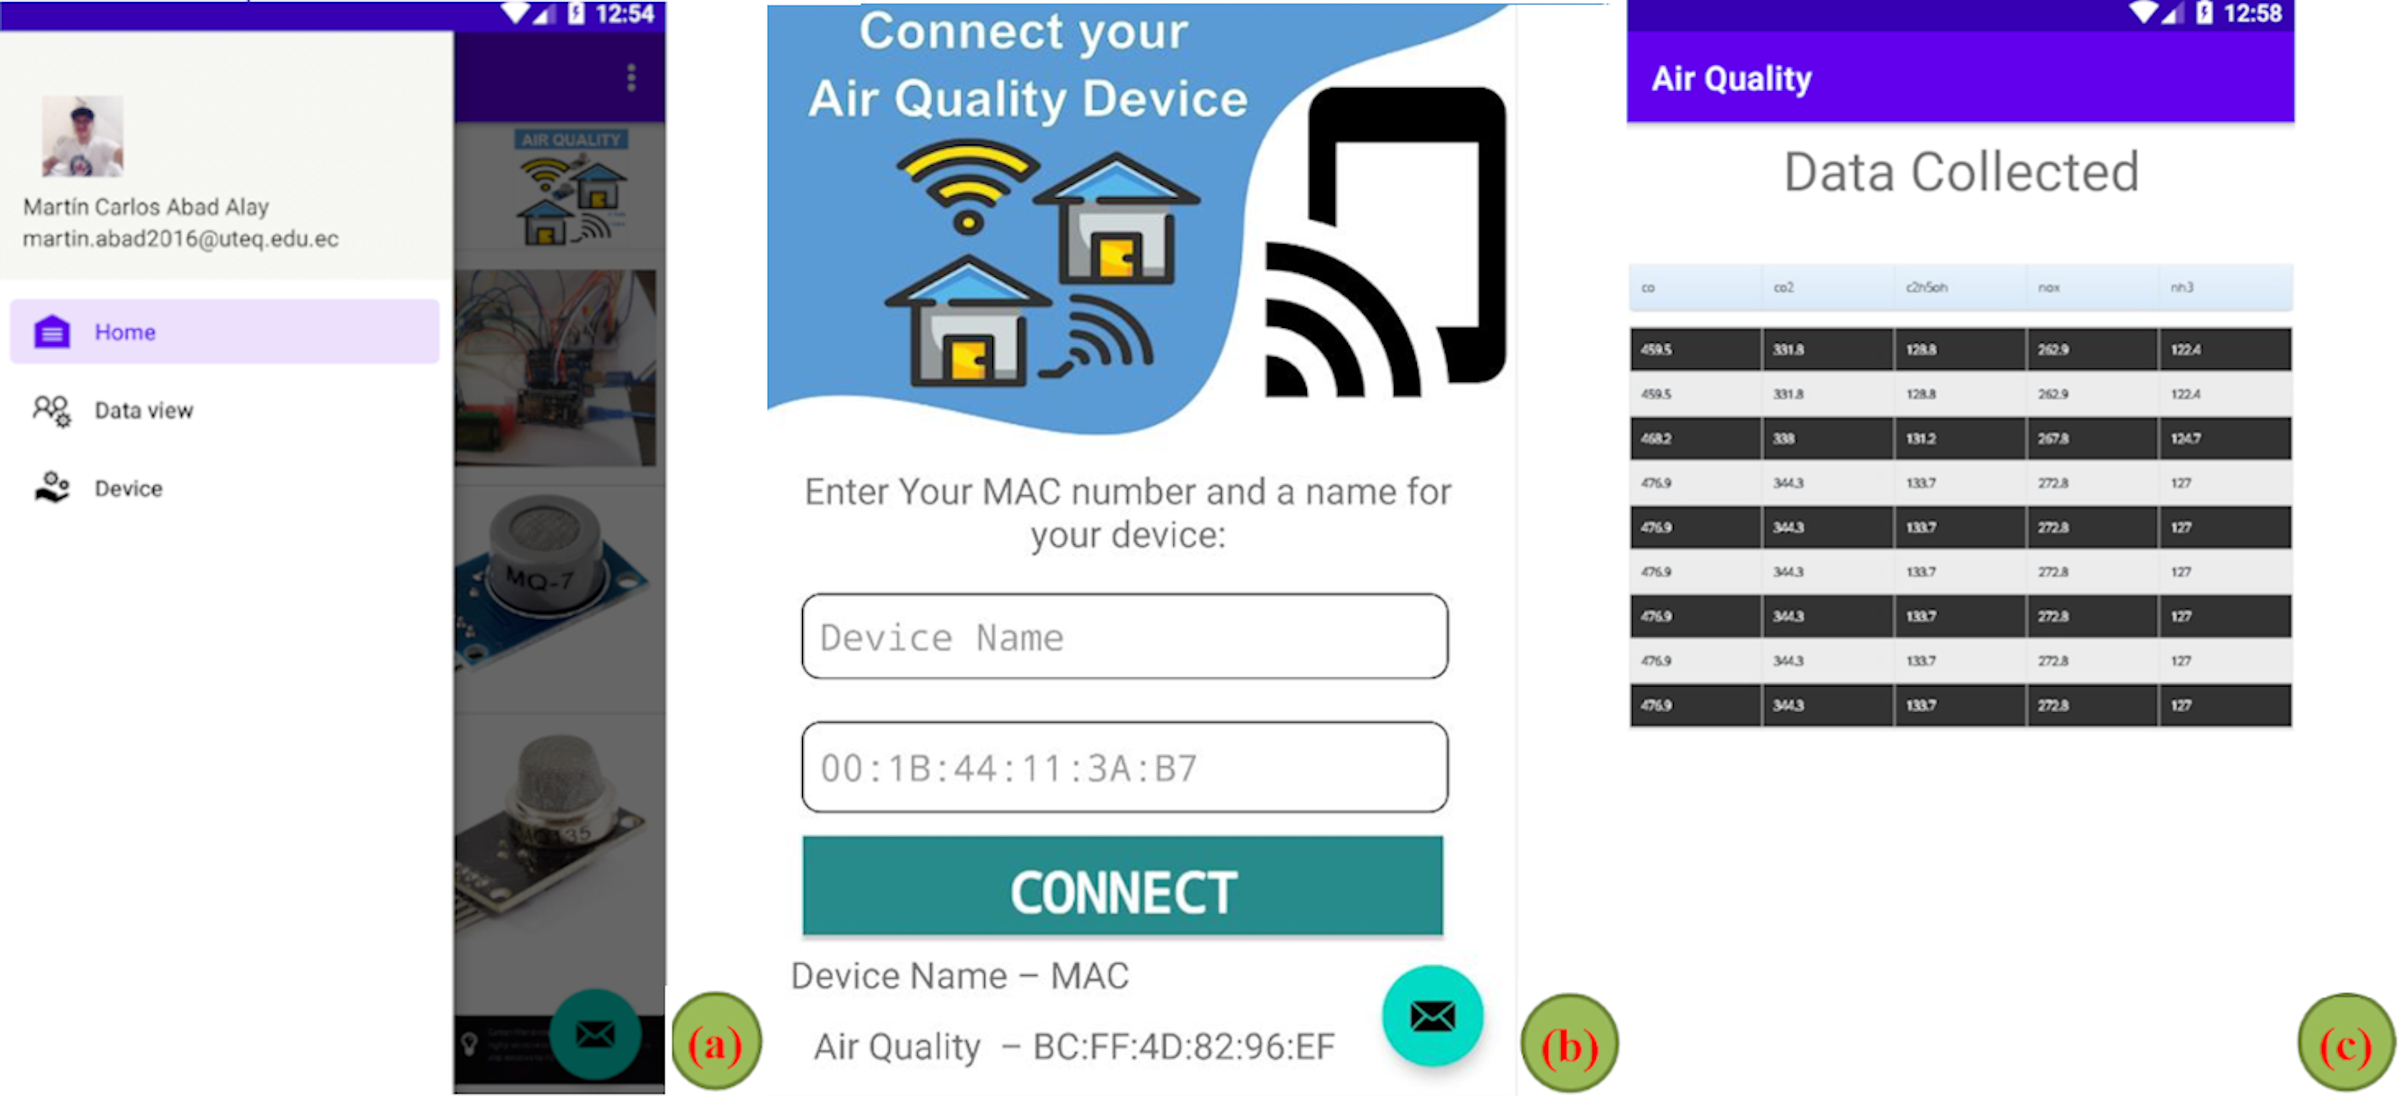 12:54
Martín Carlos Abad Alay
martin.abad2016@uteq.edu.ec
Home
Data view
Device
AIR QUALITY
MQ-7
35
(a)
Connect your
Air Quality Device
Enter Your MAC number and a name for
your device:
Device Name
00:1B:44:11:3A:B7
CONNECT
Device Name – MAC
Air Quality – BC:FF:4D:82:96:EF
(b)
12:58
Air Quality
Data Collected
co co2 c2h5oh nox nh3
459.5 331.8 128.8 262.9 122.4
459.5 331.8 128.8 262.9 122.4
468.2 338 131.2 267.8 124.7
476.9 344.3 133.7 272.8 127
476.9 344.3 133.7 272.8 127
476.9 344.3 133.7 272.8 127
476.9 344.3 133.7 272.8 127
476.9 344.3 133.7 272.8 127
476.9 344.3 133.7 272.8 127
(c)